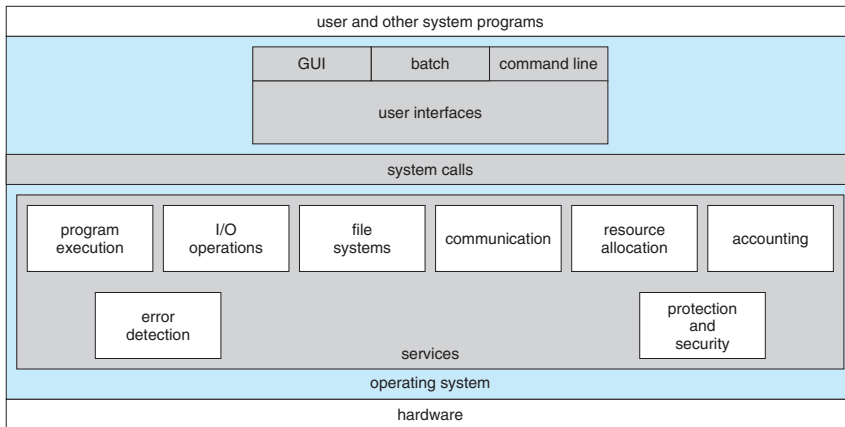 user and other system programs
GUI
batch
command line
user interfaces
system calls
program
execution
I/O
operations
file
systems
communication
resource
allocation
accounting
error
detection
protection
and
security
services
operating system
hardware